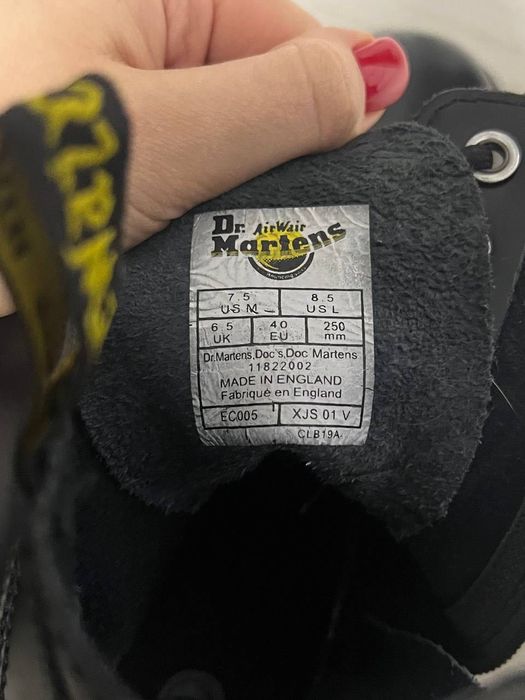 Dr. AirWair
Martens
7.5 8.5
US M US L
6.5 40 250
UK EU mm
Dr.Martens,Doc's,Doc Martens
11822002
MADE IN ENGLAND
Fabriqué en England
EC005 XJS 01 V
CLB19A